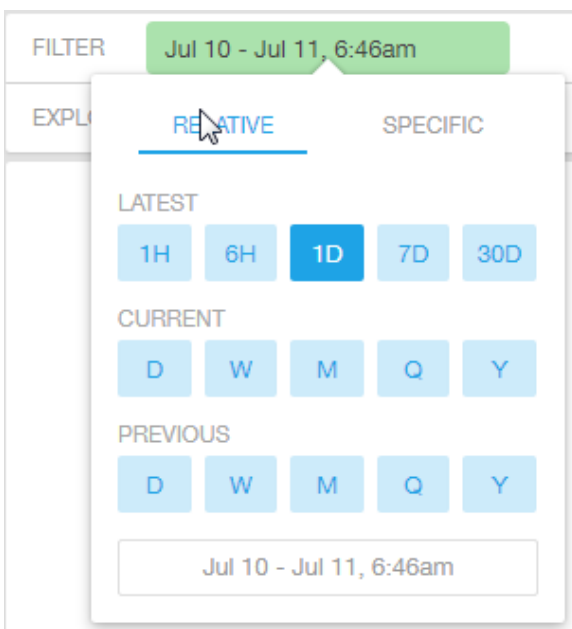 FILTER Jul 10 - Jul 11, 6:46am
EXPL
RELATIVE SPECIFIC
LATEST
1H 6H 1D 7D 30D
CURRENT
D W M Q Y
PREVIOUS
D W M Q Y
Jul 10 - Jul 11, 6:46am